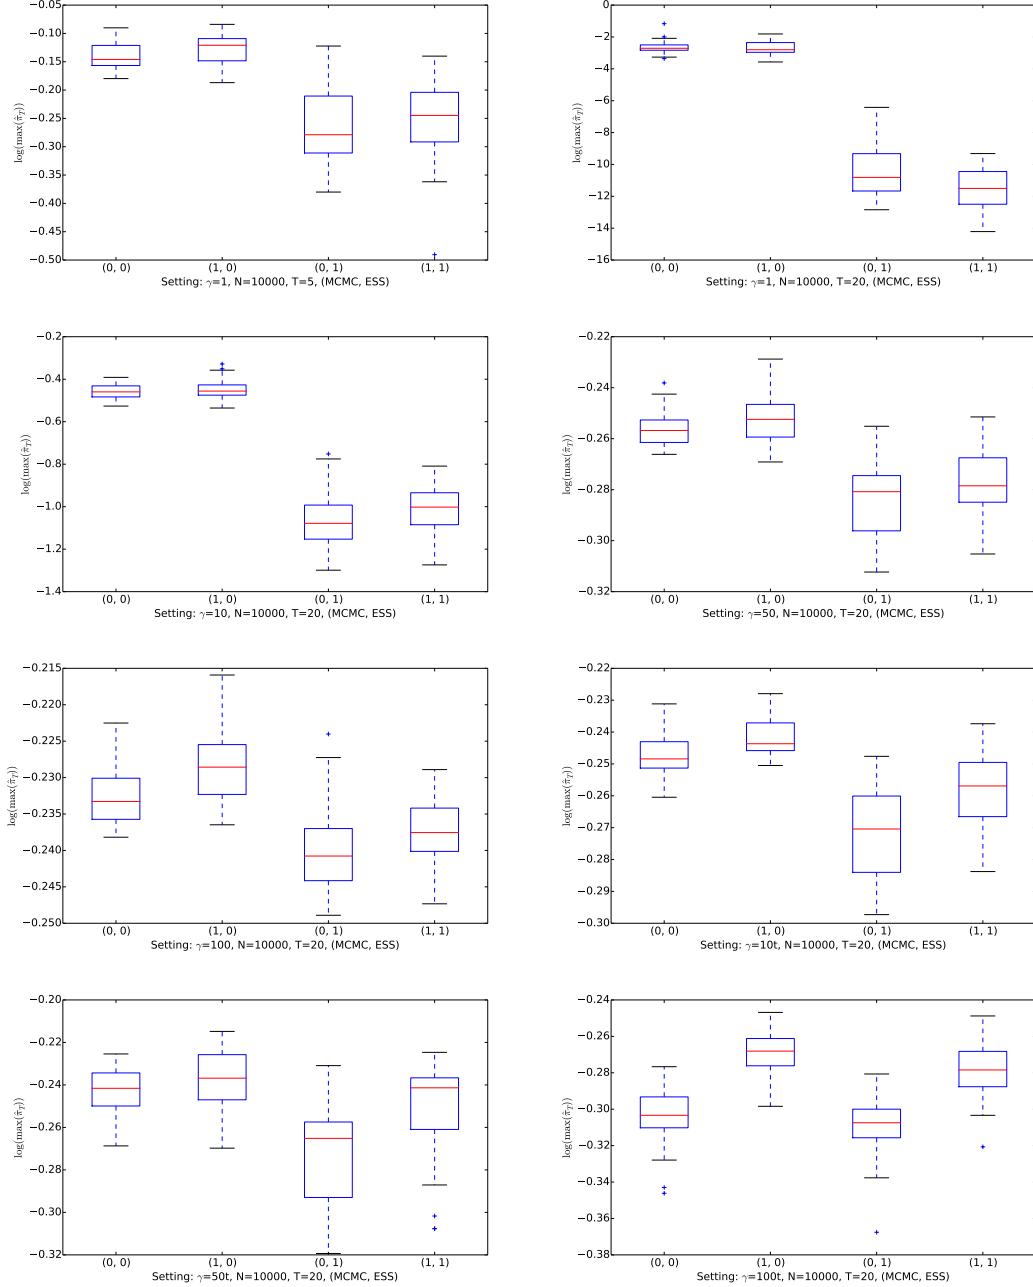 −0.05
−0.10
−0.15
−0.20
−0.25
−0.30
−0.35
−0.40
−0.45
−0.50
log(max(π̂_T))
(0, 0) (1, 0) (0, 1) (1, 1)
Setting: γ=1, N=10000, T=5, (MCMC, ESS)
0
−2
−4
−6
−8
−10
−12
−14
−16
log(max(π̂_T))
(0, 0) (1, 0) (0, 1) (1, 1)
Setting: γ=1, N=10000, T=20, (MCMC, ESS)
−0.2
−0.4
−0.6
−0.8
−1.0
−1.2
−1.4
log(max(π̂_T))
(0, 0) (1, 0) (0, 1) (1, 1)
Setting: γ=10, N=10000, T=20, (MCMC, ESS)
−0.22
−0.24
−0.26
−0.28
−0.30
−0.32
log(max(π̂_T))
(0, 0) (1, 0) (0, 1) (1, 1)
Setting: γ=50, N=10000, T=20, (MCMC, ESS)
−0.215
−0.220
−0.225
−0.230
−0.235
−0.240
−0.245
−0.250
log(max(π̂_T))
(0, 0) (1, 0) (0, 1) (1, 1)
Setting: γ=100, N=10000, T=20, (MCMC, ESS)
−0.22
−0.23
−0.24
−0.25
−0.26
−0.27
−0.28
−0.29
−0.30
log(max(π̂_T))
(0, 0) (1, 0) (0, 1) (1, 1)
Setting: γ=10t, N=10000, T=20, (MCMC, ESS)
−0.20
−0.22
−0.24
−0.26
−0.28
−0.30
−0.32
log(max(π̂_T))
(0, 0) (1, 0) (0, 1) (1, 1)
Setting: γ=50t, N=10000, T=20, (MCMC, ESS)
−0.24
−0.26
−0.28
−0.30
−0.32
−0.34
−0.36
−0.38
log(max(π̂_T))
(0, 0) (1, 0) (0, 1) (1, 1)
Setting: γ=100t, N=10000, T=20, (MCMC, ESS)